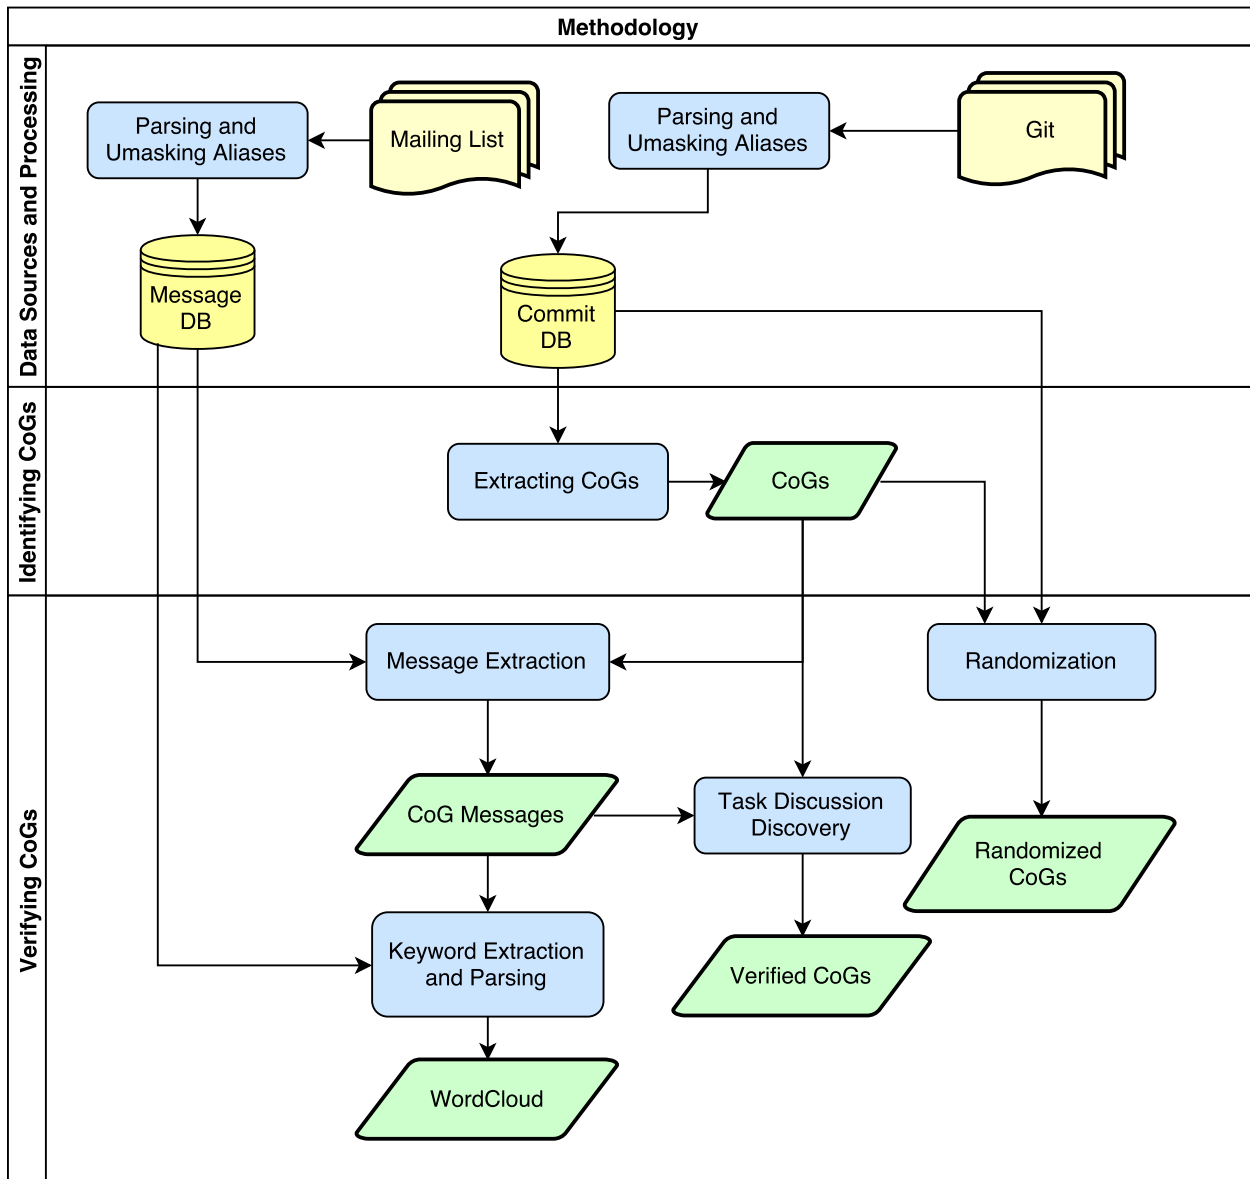 Methodology
Data Sources and Processing
Parsing and
Umasking Aliases
Mailing List
Parsing and
Umasking Aliases
Git
Message
DB
Commit
DB
Identifying CoGs
Extracting CoGs
CoGs
Verifying CoGs
Message Extraction
Randomization
CoG Messages
Task Discussion
Discovery
Randomized
CoGs
Keyword Extraction
and Parsing
Verified CoGs
WordCloud